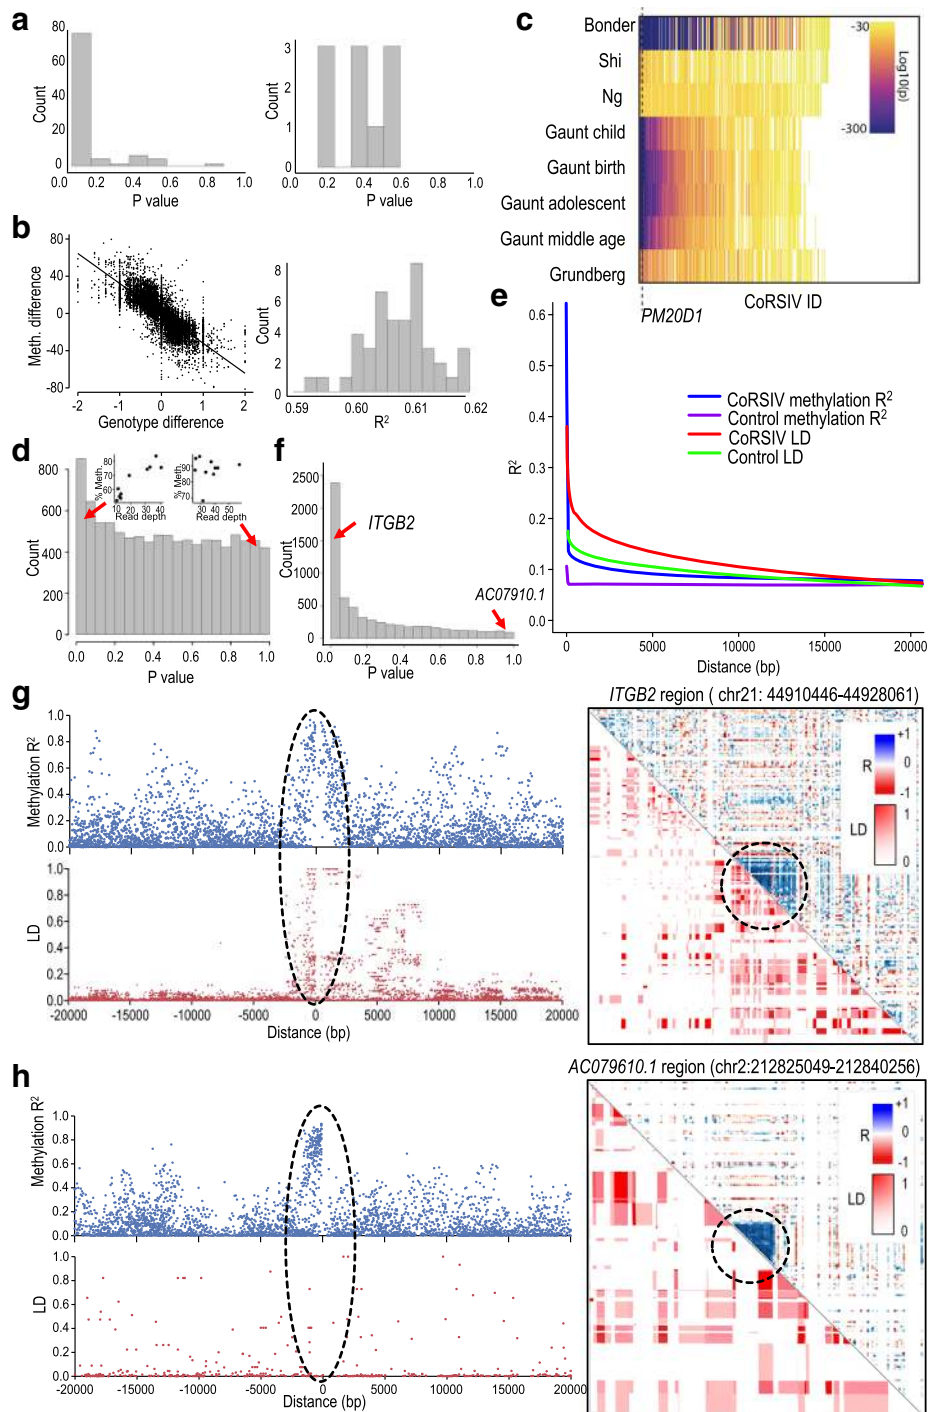 a
80
60
40
20
0
Count
0.0 0.2 0.4 0.6 0.8 1.0
P value
3
2
1
0
Count
0.0 0.2 0.4 0.6 0.8 1.0
P value
c
Bonder
Shi
Ng
Gaunt child
Gaunt birth
Gaunt adolescent
Gaunt middle age
Grundberg
-30
-300
Log10(p)
CoRSIV ID
PM20D1
b
80
40
0
-40
-80
Meth. difference
-2 -1 0 1 2
Genotype difference
8
6
4
2
0
Count
0.59 0.60 0.61 0.62
R²
e
0.6
0.4
0.3
0.2
0.1
0.0
R²
CoRSIV methylation R²
Control methylation R²
CoRSIV LD
Control LD
0 5000 10000 15000 20000
Distance (bp)
d
800
600
400
200
0
Count
% Meth.
80
70
60
10 20 30 40
Read depth
% Meth.
90
80
70
30 40 50
Read depth
0.0 0.2 0.4 0.6 0.8 1.0
P value
f
2500
2000
1500
1000
500
0
Count
ITGB2
AC07910.1
0.0 0.2 0.4 0.6 0.8 1.0
P value
g
1.0
0.8
0.6
0.4
0.2
0.0
Methylation R²
1.0
0.8
0.6
0.4
0.2
0.0
LD
-20000 -15000 -10000 -5000 0 5000 10000 15000 20000
Distance (bp)
ITGB2 region ( chr21: 44910446-44928061)
R
+1
0
-1
LD
1
0
h
1.0
0.8
0.6
0.4
0.2
0.0
Methylation R²
1.0
0.8
0.6
0.4
0.2
0.0
LD
-20000 -15000 -10000 -5000 0 5000 10000 15000 20000
Distance (bp)
AC079610.1 region (chr2:212825049-212840256)
R
+1
0
-1
LD
1
0